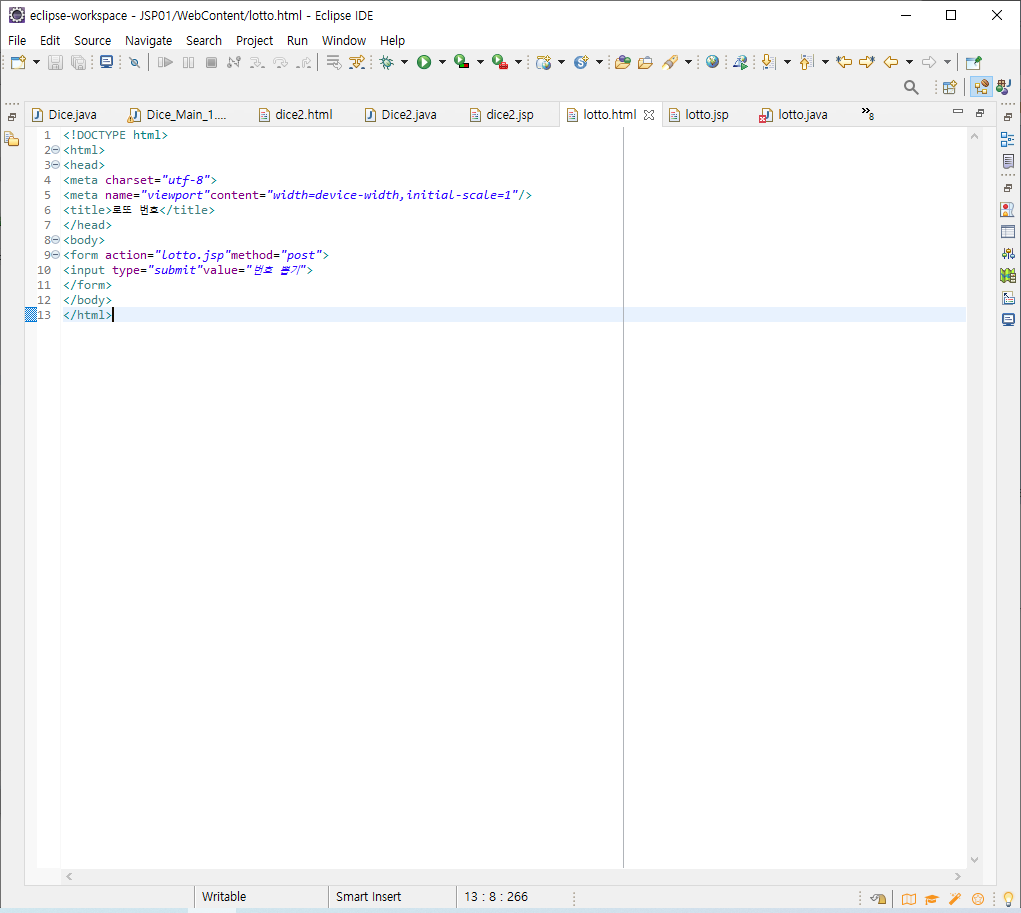 eclipse-workspace - JSP01/WebContent/lotto.html - Eclipse IDE
File Edit Source Navigate Search Project Run Window Help
Dice.java Dice_Main_1.... dice2.html Dice2.java dice2.jsp lotto.html lotto.jsp lotto.java »8
1 <!DOCTYPE html>
2 <html>
3 <head>
4 <meta charset="utf-8">
5 <meta name="viewport"content="width=device-width,initial-scale=1"/>
6 <title>로또 번호</title>
7 </head>
8 <body>
9 <form action="lotto.jsp"method="post">
10 <input type="submit"value="번호 뽑기">
11 </form>
12 </body>
13 </html>
Writable Smart Insert 13 : 8 : 266